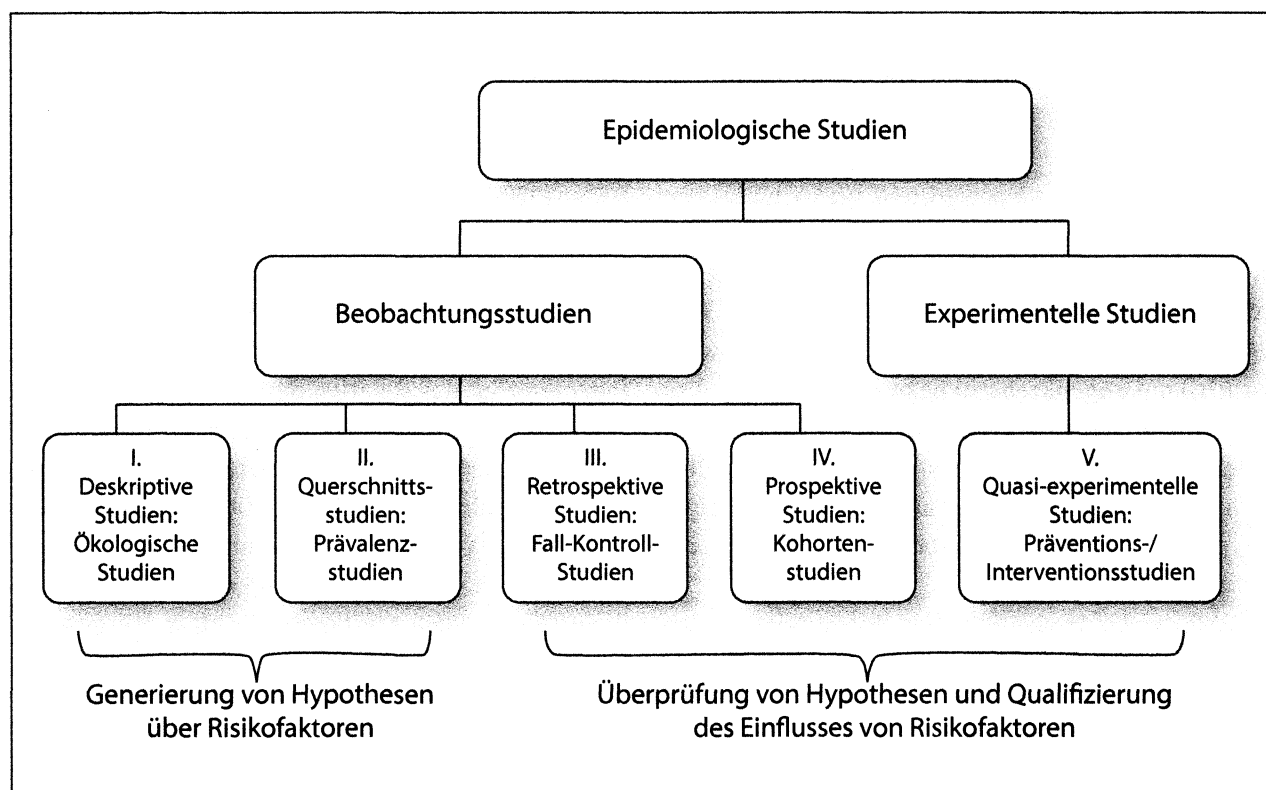 Epidemiologische Studien
Beobachtungsstudien
Experimentelle Studien
I.
Deskriptive
Studien:
Ökologische
Studien
II.
Querschnitts-
studien:
Prävalenz-
studien
III.
Retrospektive
Studien:
Fall-Kontroll-
Studien
IV.
Prospektive
Studien:
Kohorten-
studien
V.
Quasi-experimentelle
Studien:
Präventions-/
Interventionsstudien
Generierung von Hypothesen
über Risikofaktoren
Überprüfung von Hypothesen und Qualifizierung
des Einflusses von Risikofaktoren